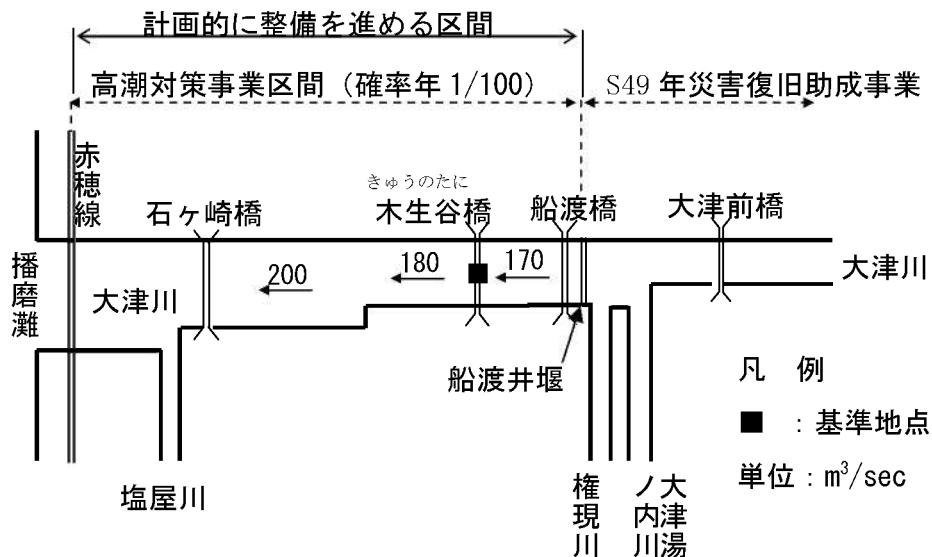 計画的に整備を進める区間
高潮対策事業区間（確率年 1/100）
S49 年災害復旧助成事業
赤穂線
きゅうのたに
石ヶ崎橋
木生谷橋
船渡橋
大津前橋
播磨灘
大津川
200
180
170
大津川
船渡井堰
凡　例
■　：基準地点
単位：m³/sec
塩屋川
権現川
大津湯
ノ内川